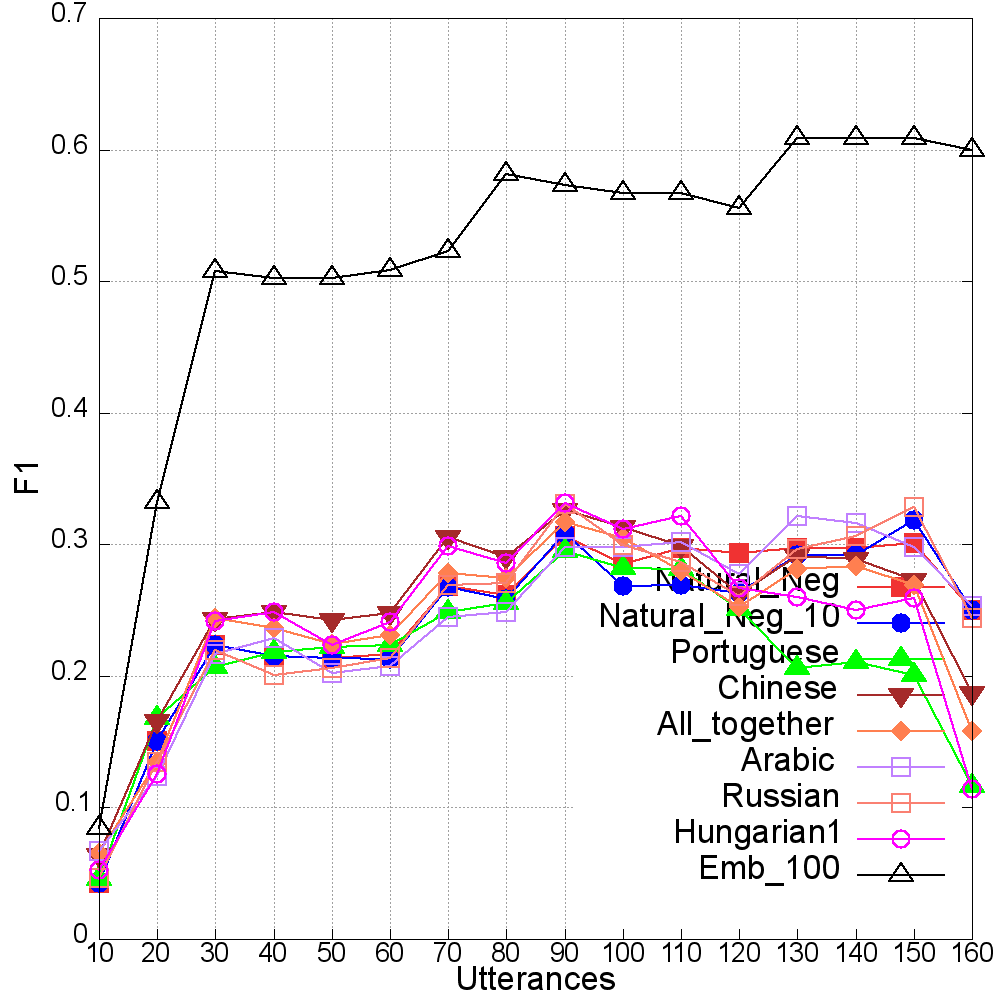 0.7
0.6
0.5
0.4
0.3
0.2
0.1
0
F1
Natural_Neg
Natural_Neg_10
Portuguese
Chinese
All_together
Arabic
Russian
Hungarian1
Emb_100
10 20 30 40 50 60 70 80 90 100 110 120 130 140 150 160
Utterances